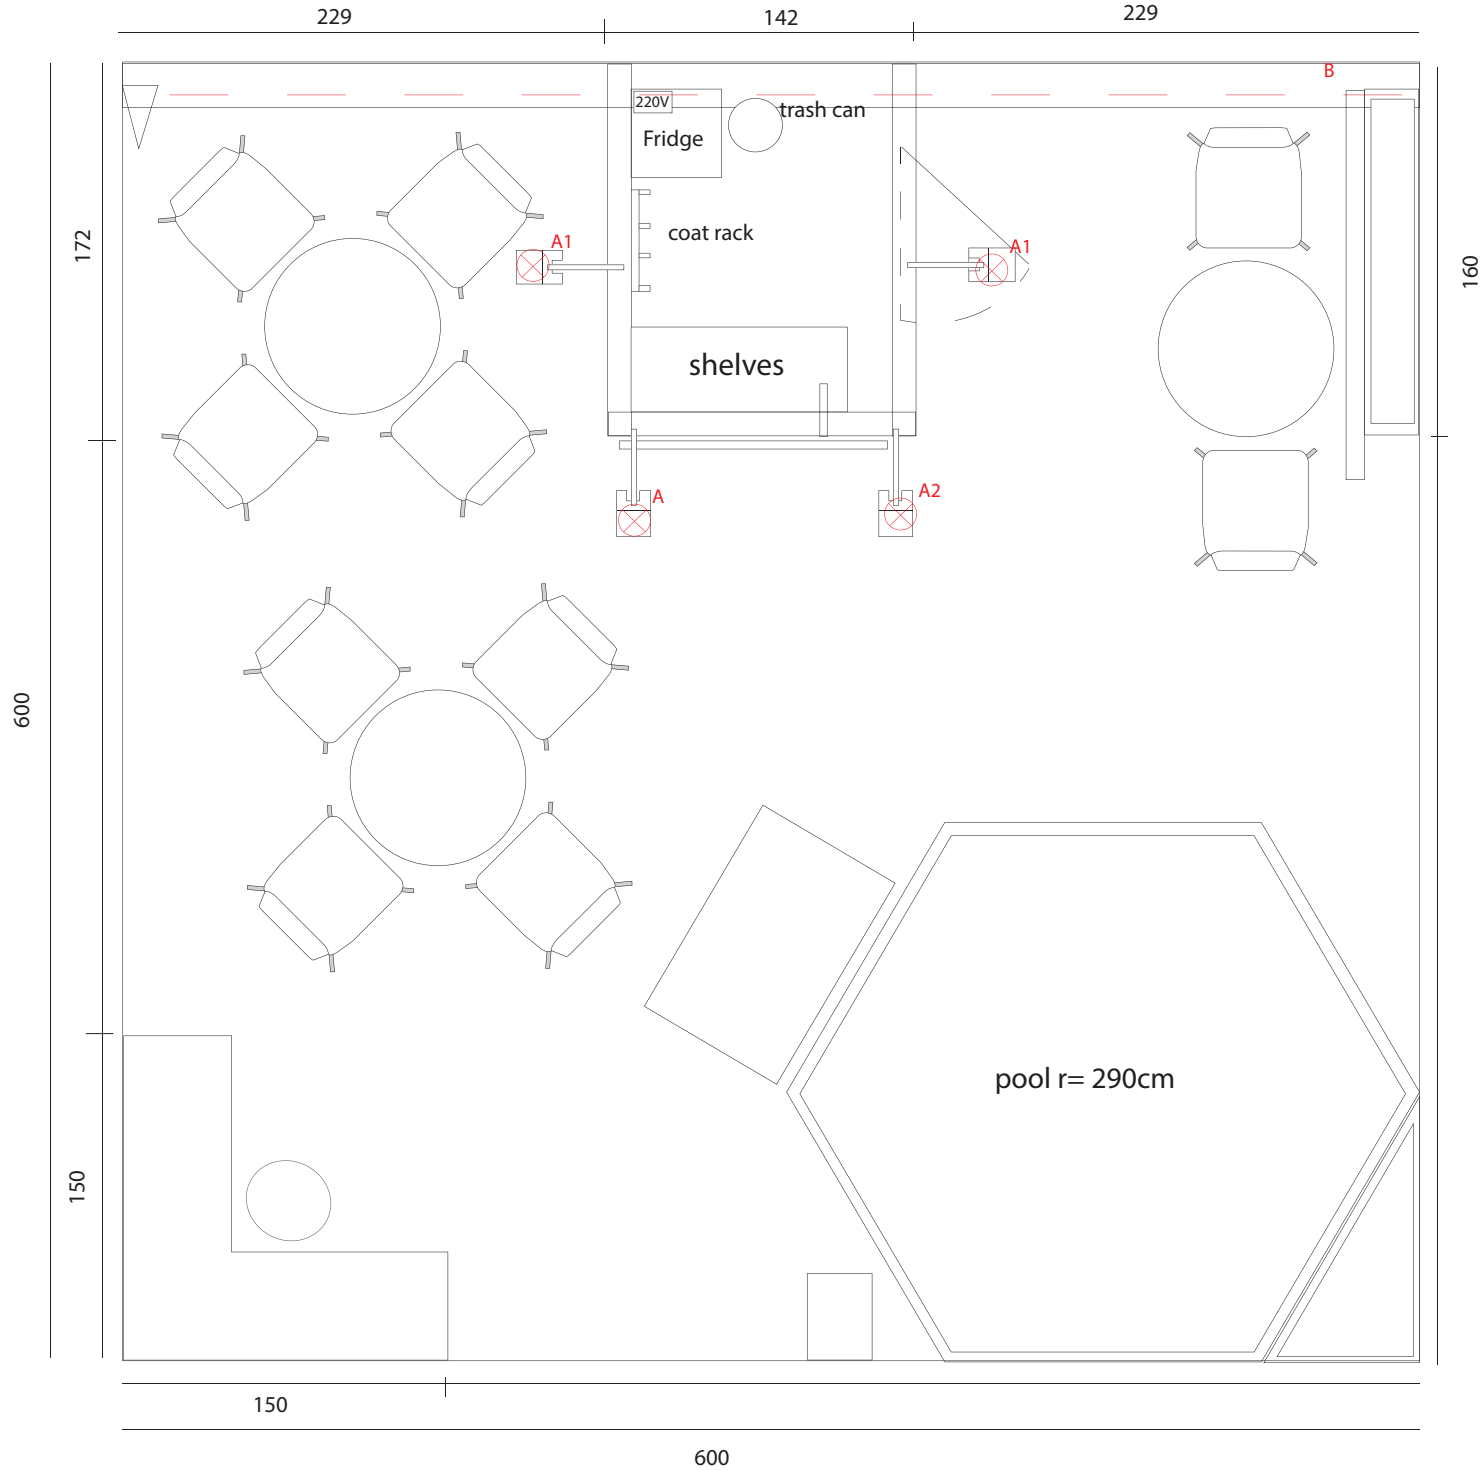 229
142
229
B
220V
trash can
Fridge
172
coat rack
A1
A1
160
shelves
A
A2
600
pool r= 290cm
150
150
600